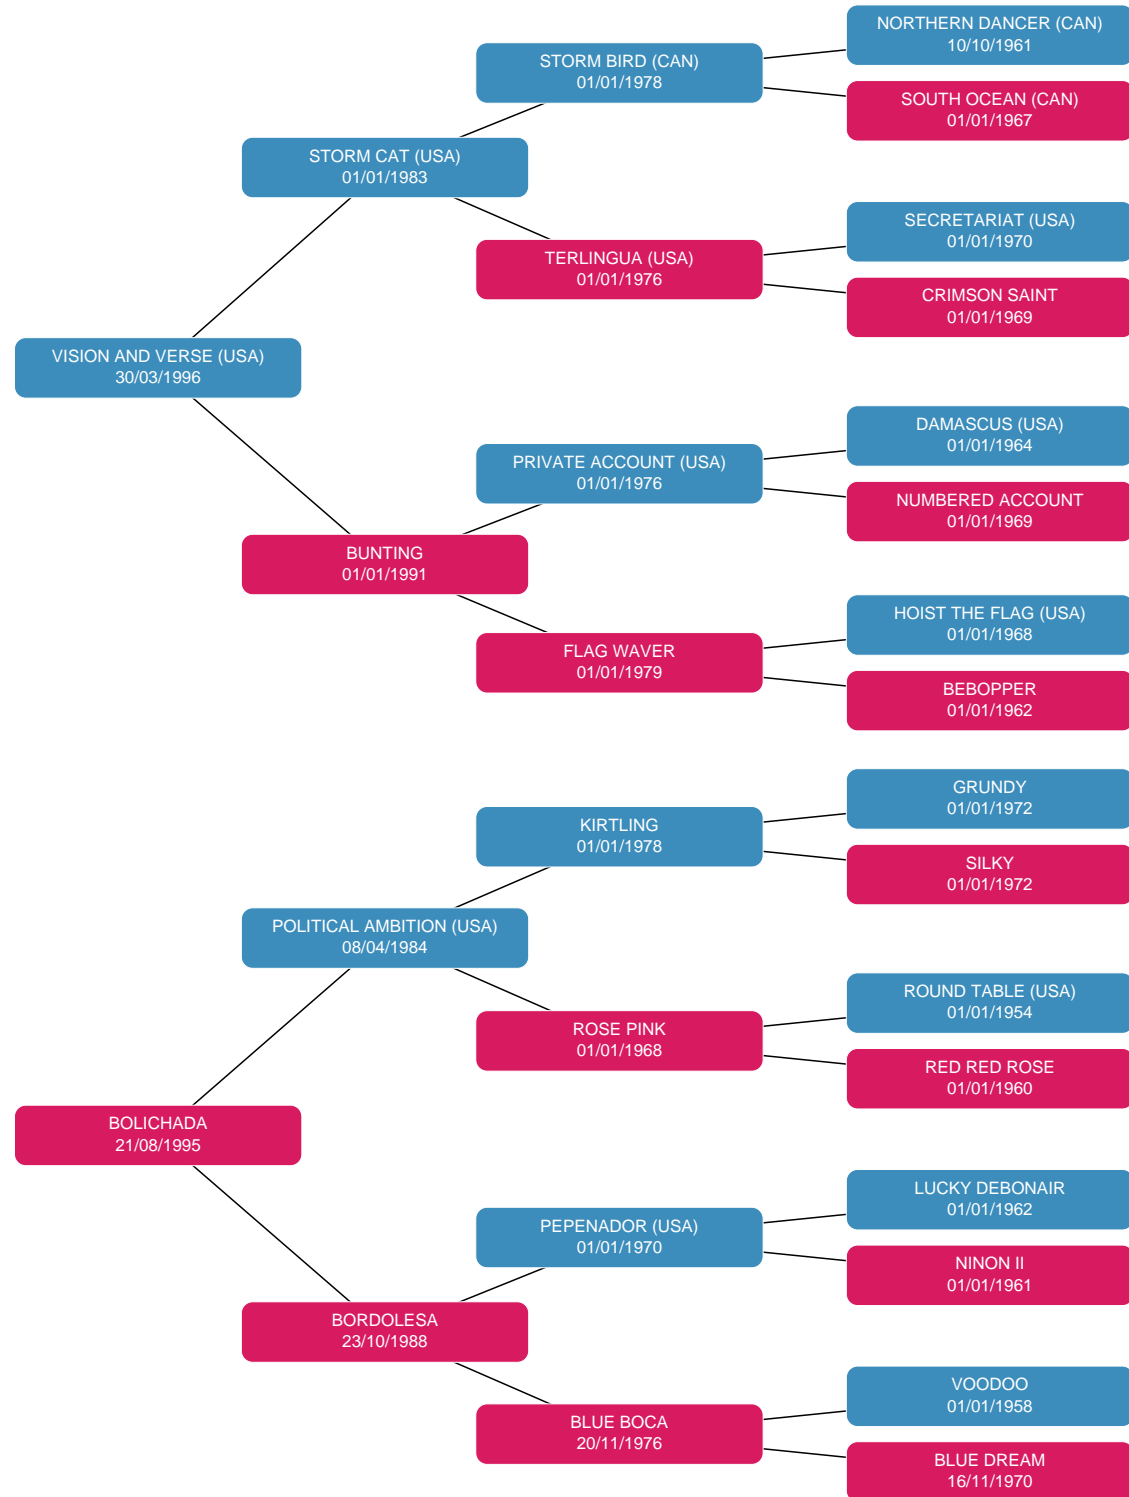 NORTHERN DANCER (CAN)
10/10/1961
STORM BIRD (CAN)
01/01/1978
SOUTH OCEAN (CAN)
01/01/1967
STORM CAT (USA)
01/01/1983
SECRETARIAT (USA)
01/01/1970
TERLINGUA (USA)
01/01/1976
CRIMSON SAINT
01/01/1969
VISION AND VERSE (USA)
30/03/1996
DAMASCUS (USA)
01/01/1964
PRIVATE ACCOUNT (USA)
01/01/1976
NUMBERED ACCOUNT
01/01/1969
BUNTING
01/01/1991
HOIST THE FLAG (USA)
01/01/1968
FLAG WAVER
01/01/1979
BEBOPPER
01/01/1962
GRUNDY
01/01/1972
KIRTLING
01/01/1978
SILKY
01/01/1972
POLITICAL AMBITION (USA)
08/04/1984
ROUND TABLE (USA)
01/01/1954
ROSE PINK
01/01/1968
RED RED ROSE
01/01/1960
BOLICHADA
21/08/1995
LUCKY DEBONAIR
01/01/1962
PEPENADOR (USA)
01/01/1970
NINON II
01/01/1961
BORDOLESA
23/10/1988
VOODOO
01/01/1958
BLUE BOCA
20/11/1976
BLUE DREAM
16/11/1970